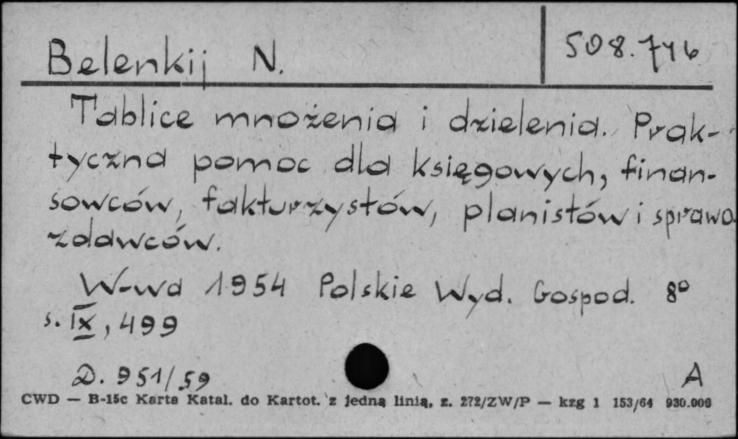 Belenkij N.
508.746
Tablice mnożenia i dzielenia. Prak-
tyczna pomoc dla księgowych, finan-
sowców, fakturzystów, planistów i sprawo
zdawców.
W-wa 1954 Polskie Wyd. Gospod. 8°
s. IX, 499
D. 951/59
A
CWD — B-15c Karta Katal. do Kartot. z jedną linią, z. 272/ZW/P — kzg 1 153/64 930.000